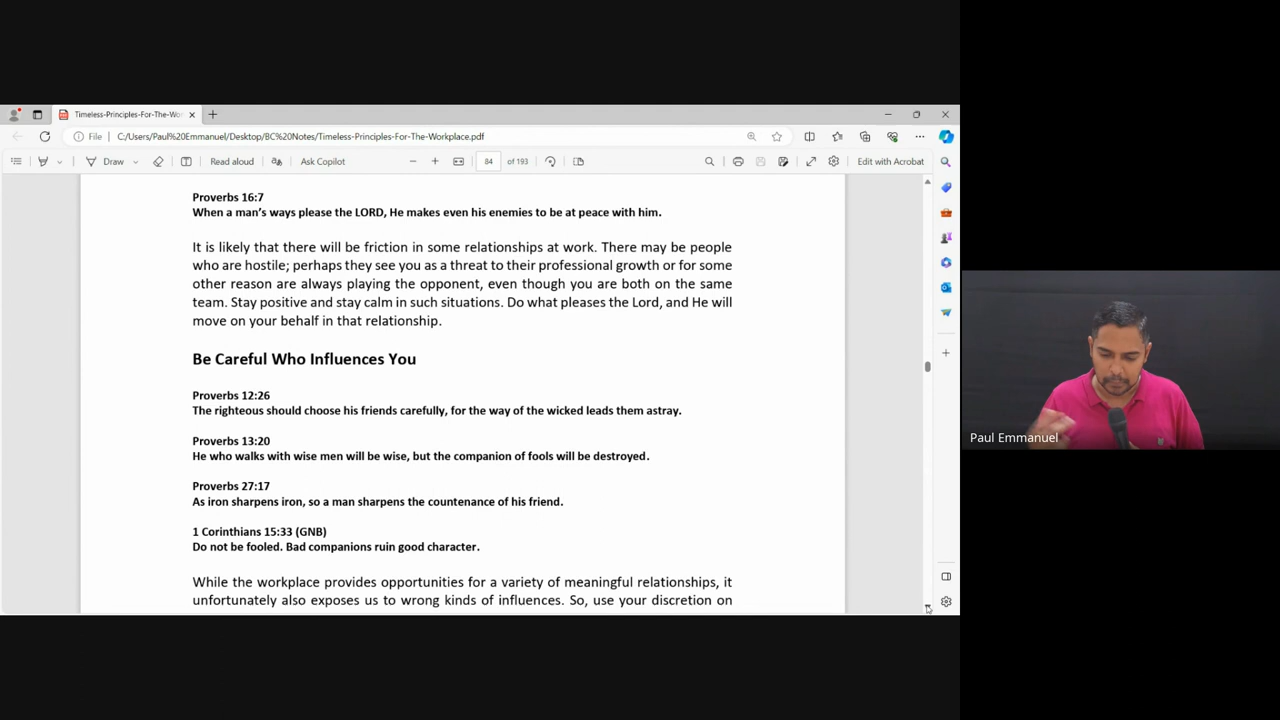 Timeless-Principles-For-The-Wor
File
C:/Users/Paul%20Emmanuel/Desktop/BC%20Notes/Timeless-Principles-For-The-Workplace.pdf
Draw
Read aloud
Ask Copilot
84 of 193
Edit with Acrobat
Proverbs 16:7
When a man's ways please the LORD, He makes even his enemies to be at peace with him.
It is likely that there will be friction in some relationships at work. There may be people
who are hostile; perhaps they see you as a threat to their professional growth or for some
other reason are always playing the opponent, even though you are both on the same
team. Stay positive and stay calm in such situations. Do what pleases the Lord, and He will
move on your behalf in that relationship.
Be Careful Who Influences You
Proverbs 12:26
The righteous should choose his friends carefully, for the way of the wicked leads them astray.
Proverbs 13:20
He who walks with wise men will be wise, but the companion of fools will be destroyed.
Proverbs 27:17
As iron sharpens iron, so a man sharpens the countenance of his friend.
1 Corinthians 15:33 (GNB)
Do not be fooled. Bad companions ruin good character.
While the workplace provides opportunities for a variety of meaningful relationships, it
unfortunately also exposes us to wrong kinds of influences. So, use your discretion on
Paul Emmanuel